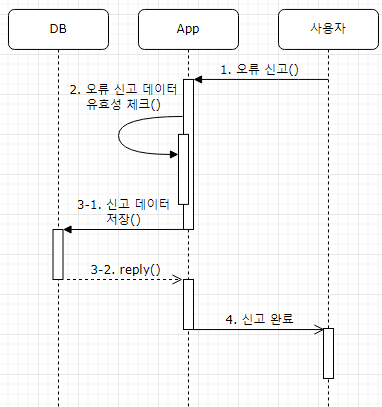 DB
App
사용자
1. 오류 신고()
2. 오류 신고 데이터
유효성 체크()
3-1. 신고 데이터
저장()
3-2. reply()
4. 신고 완료